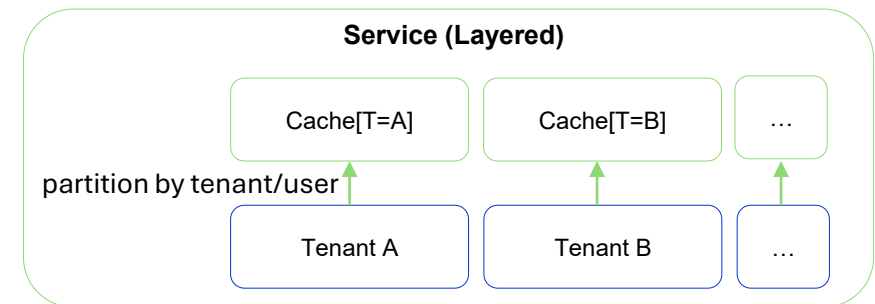 Service (Layered)
Cache[T=A]
Cache[T=B]
…
partition by tenant/user
Tenant A
Tenant B
…